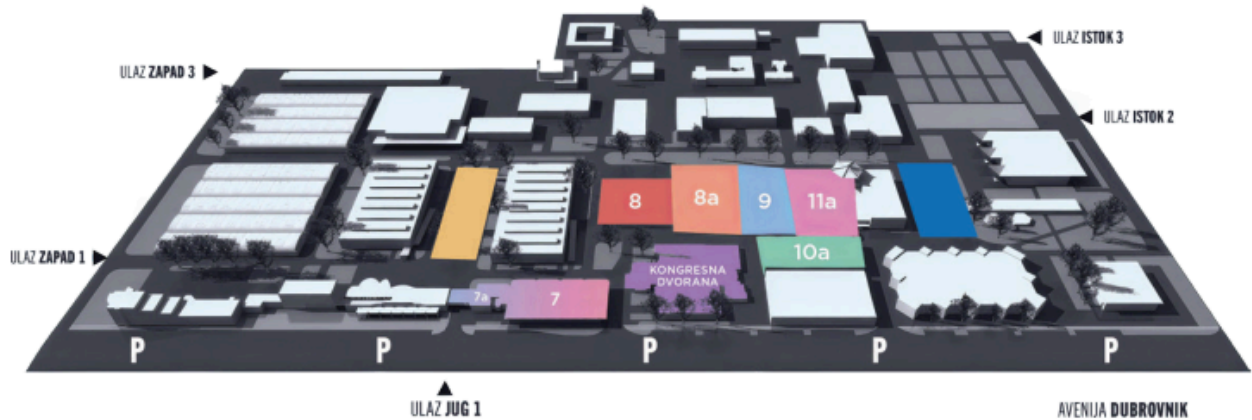 ULAZ ISTOK 3
ULAZ ZAPAD 3
ULAZ ISTOK 2
8
8a
9
11a
10a
ULAZ ZAPAD 1
KONGRESNA
DVORANA
7a
7
P
P
P
P
P
ULAZ JUG 1
AVENIJA DUBROVNIK